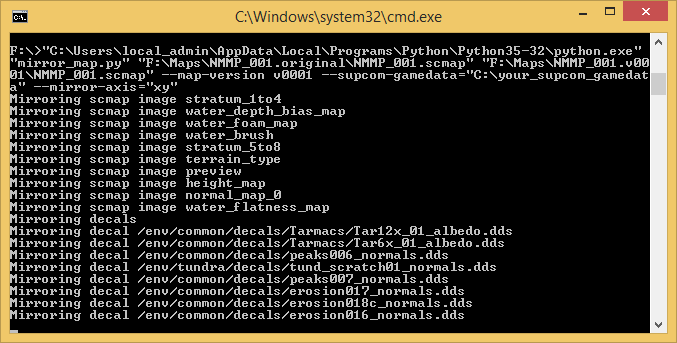 C:\Windows\system32\cmd.exe
F:\>"C:\Users\local_admin\AppData\Local\Programs\Python\Python35-32\python.exe"
"mirror_map.py" "F:\Maps\NMMP_001.original\NMMP_001.scmap" "F:\Maps\NMMP_001.v00
01\NMMP_001.scmap" --map-version v0001 --supcom-gamedata="C:\your_supcom_gamedat
a" --mirror-axis="xy"
Mirroring scmap image stratum_1to4
Mirroring scmap image water_depth_bias_map
Mirroring scmap image water_foam_map
Mirroring scmap image water_brush
Mirroring scmap image stratum_5to8
Mirroring scmap image terrain_type
Mirroring scmap image preview
Mirroring scmap image height_map
Mirroring scmap image normal_map_0
Mirroring scmap image water_flatness_map
Mirroring decals
Mirroring decal /env/common/decals/Tarmacs/Tar12x_01_albedo.dds
Mirroring decal /env/common/decals/Tarmacs/Tar6x_01_albedo.dds
Mirroring decal /env/common/decals/peaks006_normals.dds
Mirroring decal /env/tundra/decals/tund_scratch01_normals.dds
Mirroring decal /env/common/decals/peaks007_normals.dds
Mirroring decal /env/common/decals/erosion017_normals.dds
Mirroring decal /env/common/decals/erosion018c_normals.dds
Mirroring decal /env/common/decals/erosion016_normals.dds